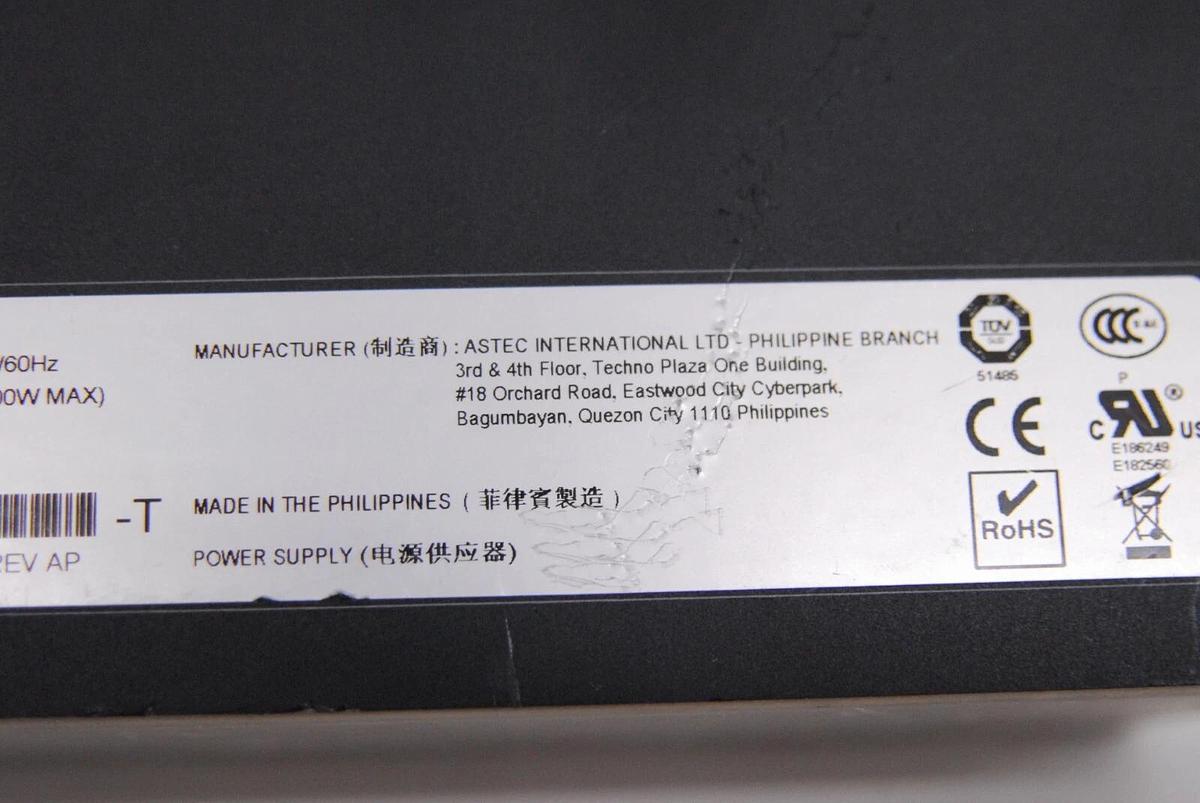 /60Hz
00W MAX)
MANUFACTURER (制造商) : ASTEC INTERNATIONAL LTD - PHILIPPINE BRANCH
3rd & 4th Floor, Techno Plaza One Building,
#18 Orchard Road, Eastwood City Cyberpark,
Bagumbayan, Quezon City 1110 Philippines
-T
REV AP
MADE IN THE PHILIPPINES ( 菲律賓製造 )
POWER SUPPLY (电源供应器)
TÜV
51485
CCC
P
CE
C RU ® US
E186249
E182560
RoHS